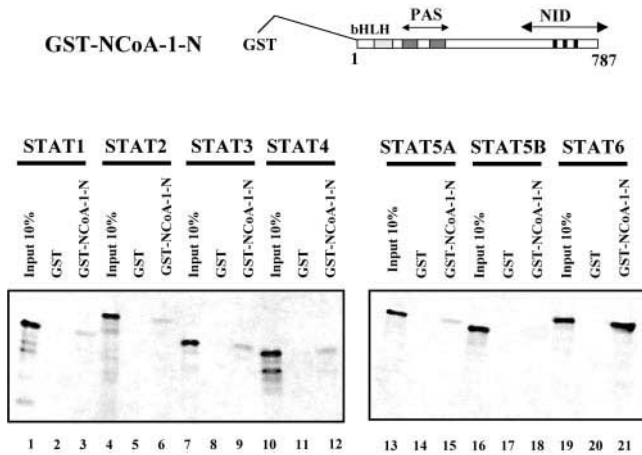 PAS
NID
bHLH
GST-NCoA-1-N
GST
1
787
STAT1 STAT2 STAT3 STAT4
Input 10% GST GST-NCoA-1-N Input 10% GST GST-NCoA-1-N Input 10% GST GST-NCoA-1-N Input 10% GST GST-NCoA-1-N
1 2 3 4 5 6 7 8 9 10 11 12
STAT5A STAT5B STAT6
Input 10% GST GST-NCoA-1-N Input 10% GST GST-NCoA-1-N Input 10% GST GST-NCoA-1-N
13 14 15 16 17 18 19 20 21